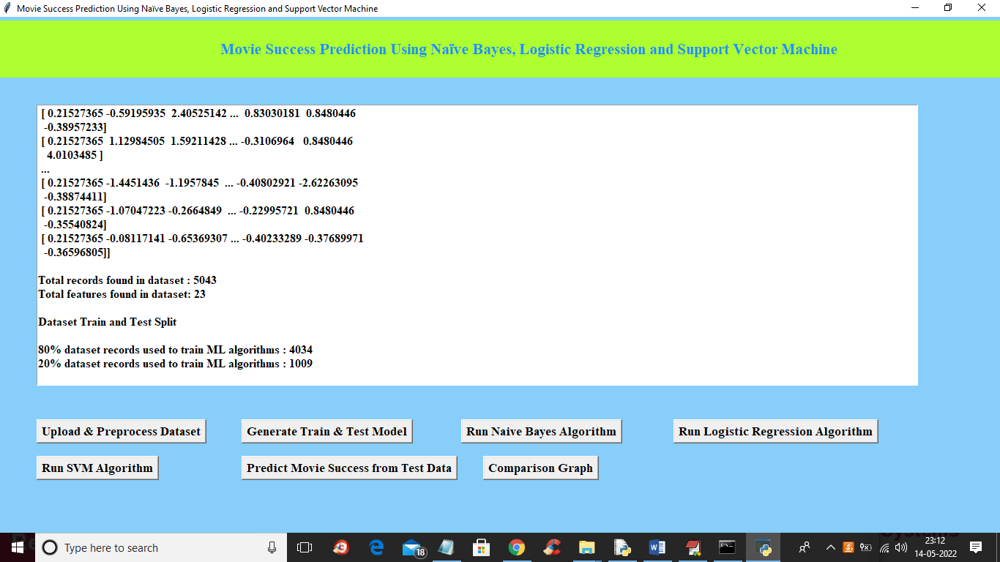 Movie Success Prediction Using Naïve Bayes, Logistic Regression and Support Vector Machine
Movie Success Prediction Using Naïve Bayes, Logistic Regression and Support Vector Machine
[ 0.21527365 -0.59195935  2.40525142 ...  0.83030181  0.8480446
-0.38957233]
[ 0.21527365  1.12984505  1.59211428 ... -0.3106964   0.8480446
4.0103485 ]
...
[ 0.21527365 -1.4451436  -1.1957845  ... -0.40802921 -2.62263095
-0.38874411]
[ 0.21527365 -1.07047223 -0.2664849  ... -0.22995721  0.8480446
-0.35540824]
[ 0.21527365 -0.08117141 -0.65369307 ... -0.40233289 -0.37689971
-0.36596805]]
Total records found in dataset : 5043
Total features found in dataset: 23
Dataset Train and Test Split
80% dataset records used to train ML algorithms : 4034
20% dataset records used to train ML algorithms : 1009
Upload & Preprocess Dataset
Generate Train & Test Model
Run Naive Bayes Algorithm
Run Logistic Regression Algorithm
Run SVM Algorithm
Predict Movie Success from Test Data
Comparison Graph
Type here to search
18
23:12
14-05-2022